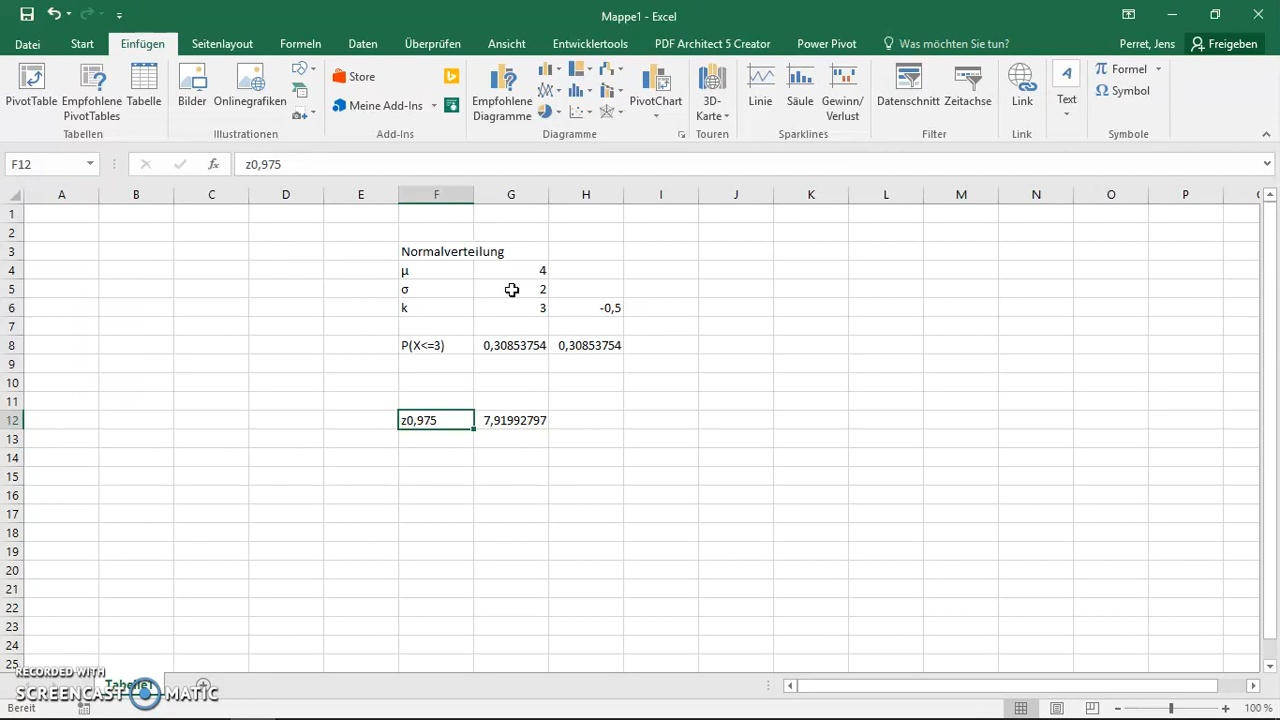 Mappe1 - Excel
Datei Start Einfügen Seitenlayout Formeln Daten Überprüfen Ansicht Entwicklertools PDF Architect 5 Creator Power Pivot Was möchten Sie tun? Perret, Jens Freigeben
PivotTable Empfohlene PivotTables Tabelle
Tabellen
Bilder Onlinegrafiken
Illustrationen
Store
Meine Add-Ins
Add-Ins
Empfohlene Diagramme PivotChart
Diagramme
3D-Karte
Touren
Linie Säule Gewinn/Verlust
Sparklines
Datenschnitt Zeitachse
Filter
Link
Link
Text
Formel
Symbol
Symbole
F12 fx z0,975
A B C D E F G H I J K L M N O P
1
2
3 Normalverteilung
4 μ 4
5 σ 2
6 k 3 -0,5
7
8 P(X<=3) 0,30853754 0,30853754
9
10
11
12 z0,975 7,91992797
13
14
15
16
17
18
19
20
21
22
23
24
25
RECORDED WITH
SCREENCAST MATIC
Tabelle1
Bereit 100 %